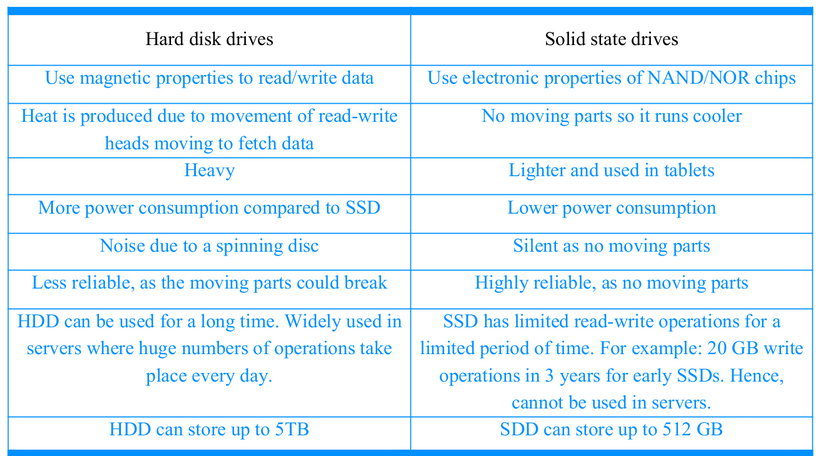 Hard disk drives
Solid state drives
Use magnetic properties to read/write data
Use electronic properties of NAND/NOR chips
Heat is produced due to movement of read-write
heads moving to fetch data
No moving parts so it runs cooler
Heavy
Lighter and used in tablets
More power consumption compared to SSD
Lower power consumption
Noise due to a spinning disc
Silent as no moving parts
Less reliable, as the moving parts could break
Highly reliable, as no moving parts
HDD can be used for a long time. Widely used in
servers where huge numbers of operations take
place every day.
SSD has limited read-write operations for a
limited period of time. For example: 20 GB write
operations in 3 years for early SSDs. Hence,
cannot be used in servers.
HDD can store up to 5TB
SDD can store up to 512 GB